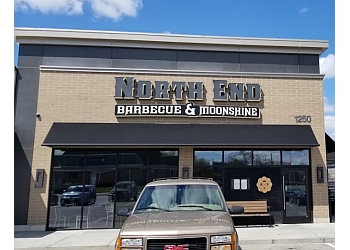 NORTH END
BARBECUE & MOONSHINE
1250
GMC